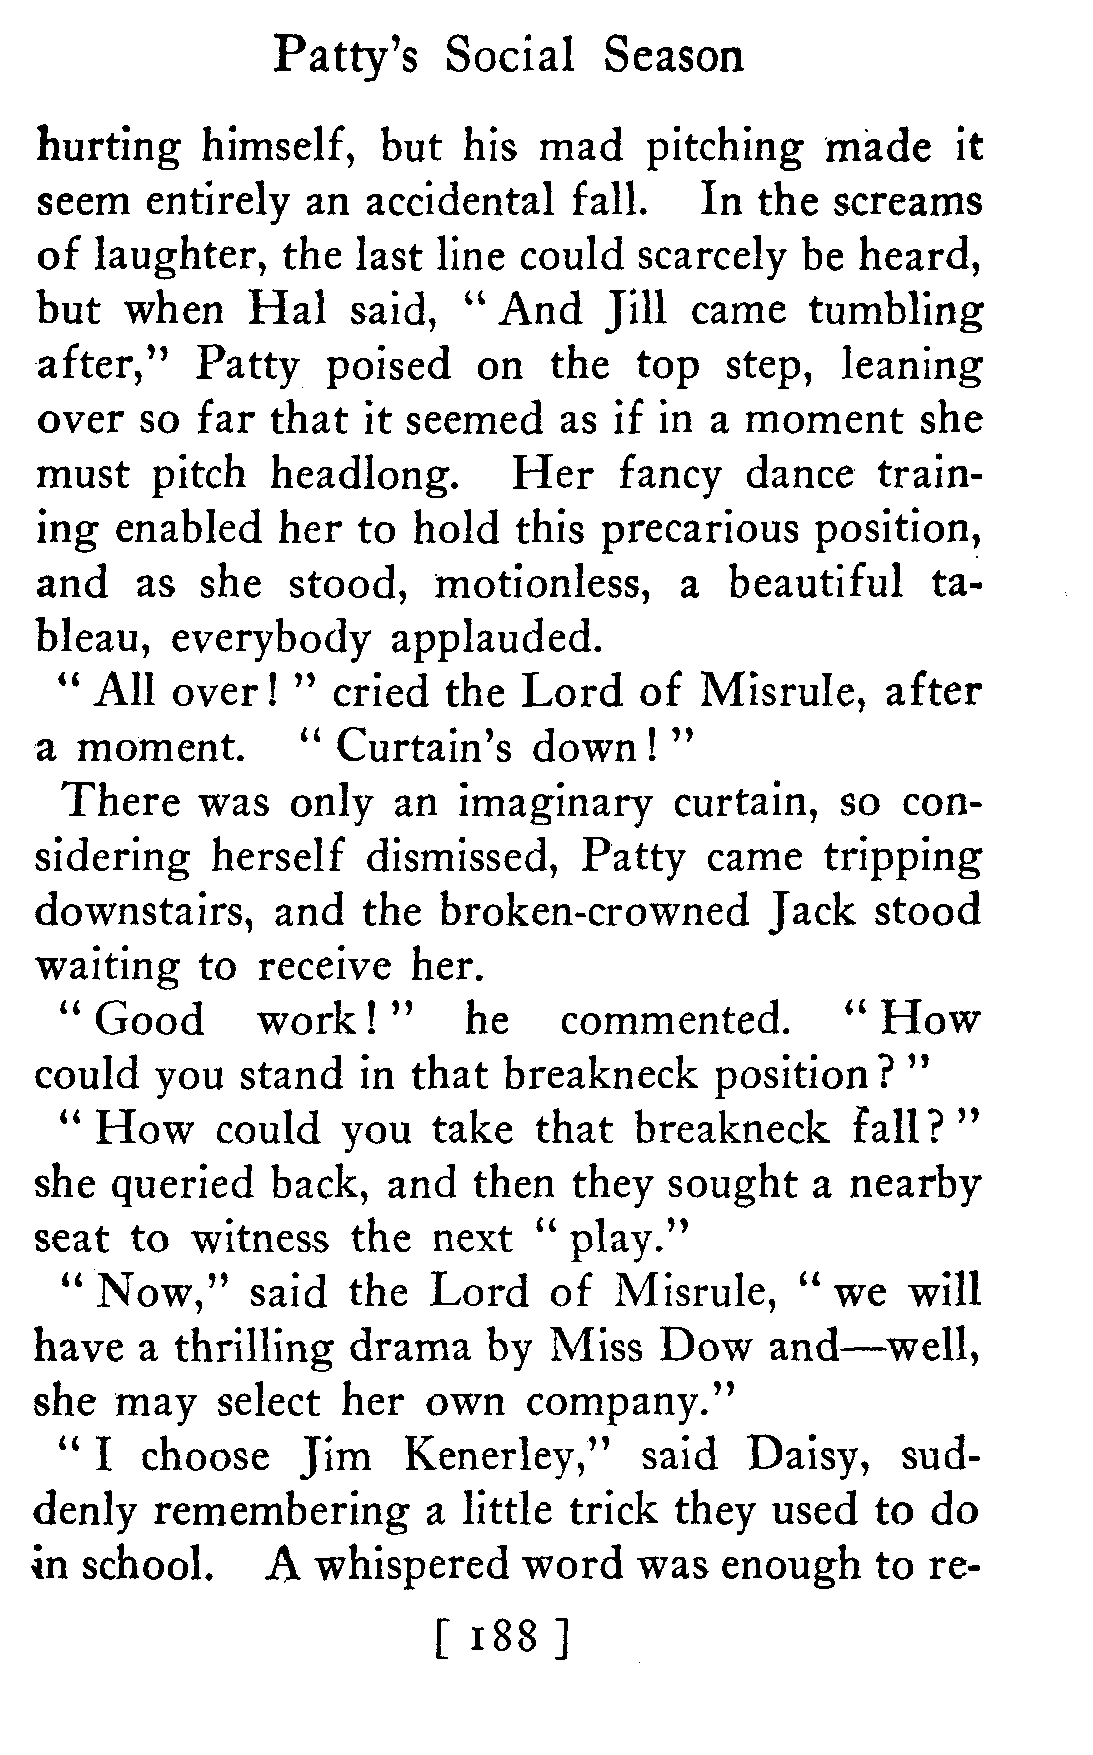 Patty's Social Season
hurting himself, but his mad pitching made it
seem entirely an accidental fall. In the screams
of laughter, the last line could scarcely be heard,
but when Hal said, “ And Jill came tumbling
after,” Patty poised on the top step, leaning
over so far that it seemed as if in a moment she
must pitch headlong. Her fancy dance train-
ing enabled her to hold this precarious position,
and as she stood, motionless, a beautiful ta-
bleau, everybody applauded.
“ All over! ” cried the Lord of Misrule, after
a moment. “ Curtain's down! ”
There was only an imaginary curtain, so con-
sidering herself dismissed, Patty came tripping
downstairs, and the broken-crowned Jack stood
waiting to receive her.
“ Good work! ” he commented. “ How
could you stand in that breakneck position? ”
“ How could you take that breakneck fall? ”
she queried back, and then they sought a nearby
seat to witness the next “ play.”
“ Now,” said the Lord of Misrule, “ we will
have a thrilling drama by Miss Dow and—well,
she may select her own company.”
“ I choose Jim Kenerley,” said Daisy, sud-
denly remembering a little trick they used to do
in school. A whispered word was enough to re-
[ 188 ]